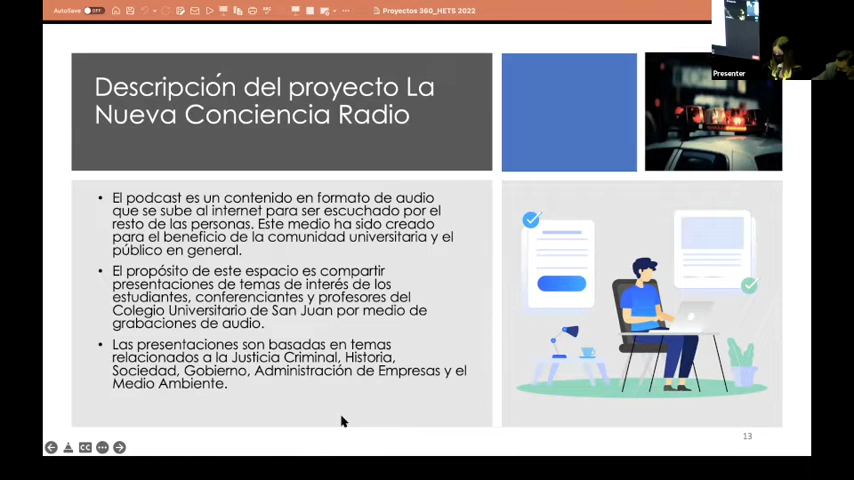 AutoSave OFF
Proyectos 360_HETS 2022
Presenter
Descripción del proyecto La
Nueva Conciencia Radio
• El podcast es un contenido en formato de audio
que se sube al internet para ser escuchado por el
resto de las personas. Este medio ha sido creado
para el beneficio de la comunidad universitaria y el
público en general.
• El propósito de este espacio es compartir
presentaciones de temas de interés de los
estudiantes, conferenciantes y profesores del
Colegio Universitario de San Juan por medio de
grabaciones de audio.
• Las presentaciones son basadas en temas
relacionados a la Justicia Criminal, Historia,
Sociedad, Gobierno, Administración de Empresas y el
Medio Ambiente.
13
CC